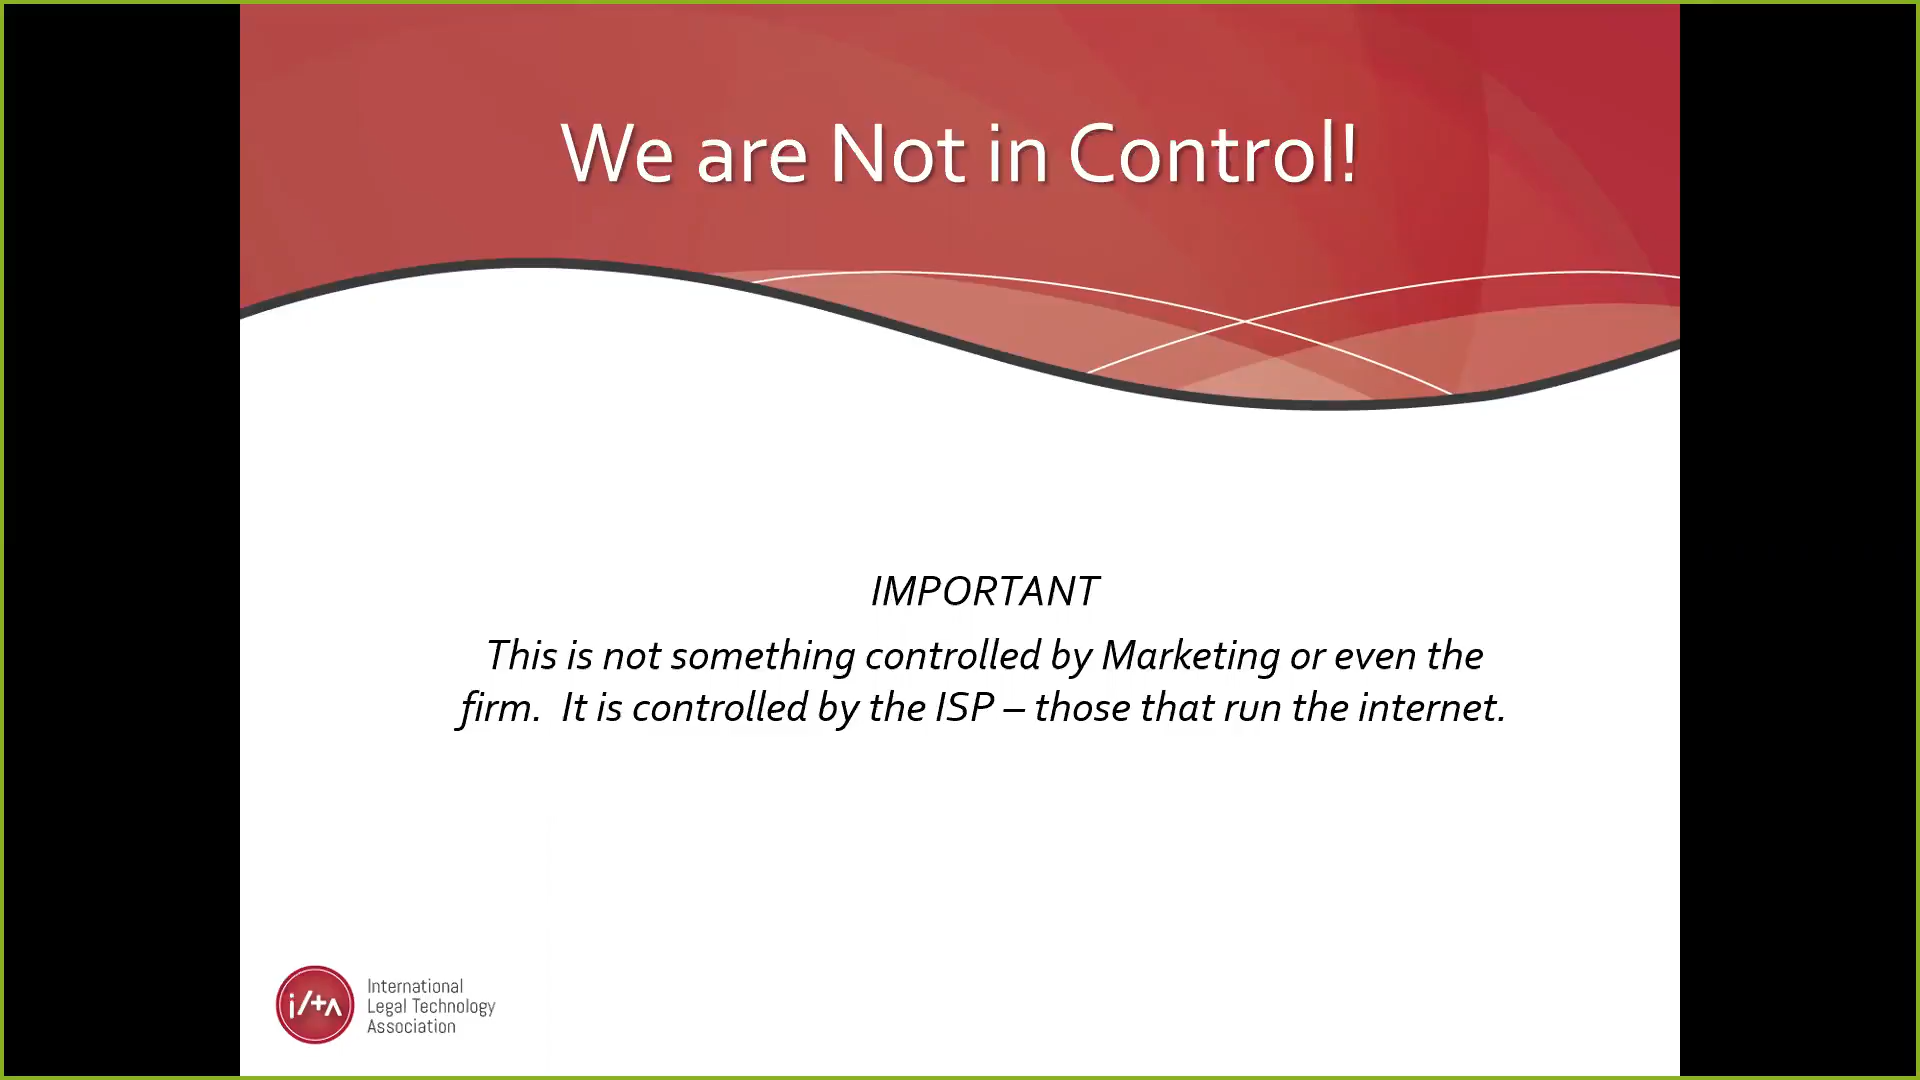 We are Not in Control!
IMPORTANT
This is not something controlled by Marketing or even the
firm.  It is controlled by the ISP – those that run the internet.
ilta
International
Legal Technology
Association